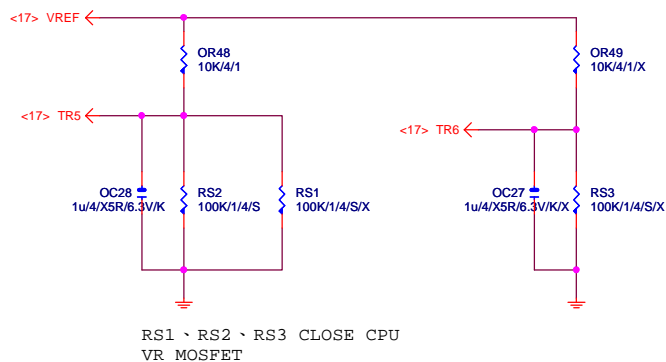 <17> VREF
OR48
10K/4/1
OR49
10K/4/1/X
<17> TR5
<17> TR6
OC28
1u/4/X5R/6.3V/K
RS2
100K/1/4/S
RS1
100K/1/4/S/X
OC27
1u/4/X5R/6.3V/K/X
RS3
100K/1/4/S/X
RS1、RS2、RS3 CLOSE CPU
VR MOSFET